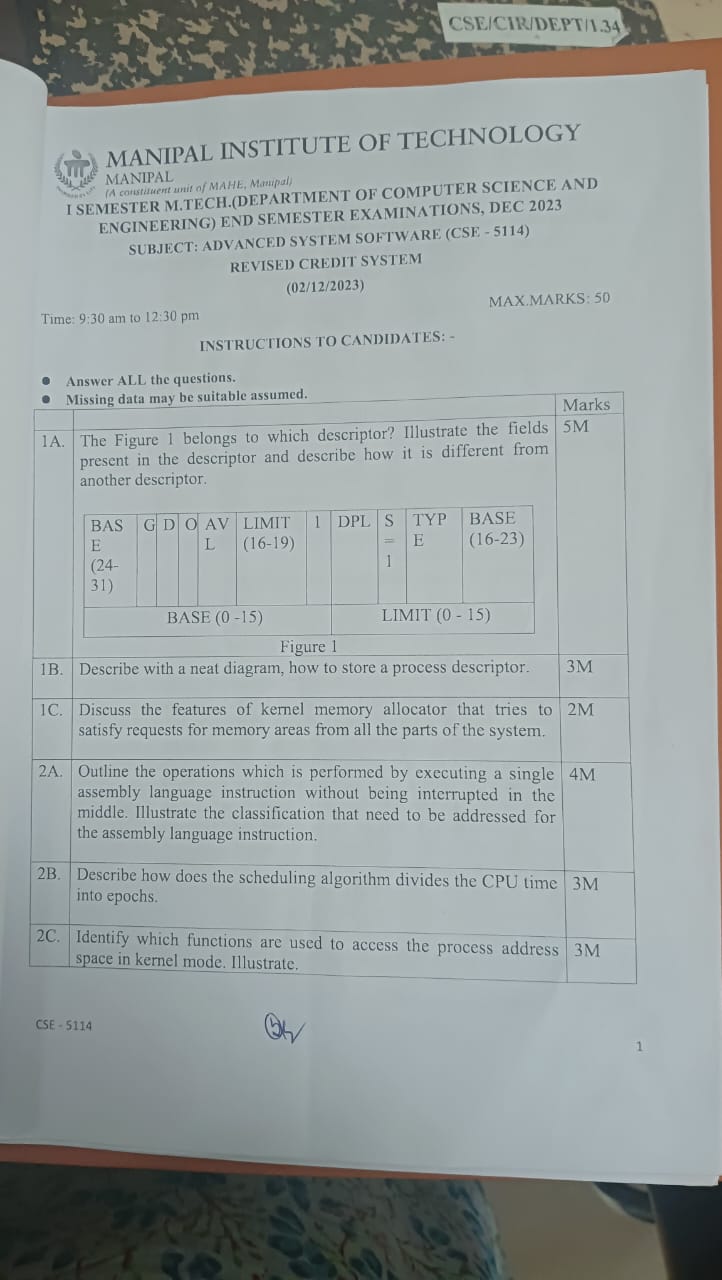 CSE/CIR/DEPT/1.34
MANIPAL INSTITUTE OF TECHNOLOGY
MANIPAL
(A constituent unit of MAHE, Manipal)
I SEMESTER M.TECH.(DEPARTMENT OF COMPUTER SCIENCE AND
ENGINEERING) END SEMESTER EXAMINATIONS, DEC 2023
SUBJECT: ADVANCED SYSTEM SOFTWARE (CSE - 5114)
REVISED CREDIT SYSTEM
(02/12/2023)
Time: 9:30 am to 12:30 pm
MAX.MARKS: 50
INSTRUCTIONS TO CANDIDATES: -
● Answer ALL the questions.
● Missing data may be suitable assumed.
Marks
1A. The Figure 1 belongs to which descriptor? Illustrate the fields 5M
present in the descriptor and describe how it is different from
another descriptor.
BAS G D O AV LIMIT 1 DPL S TYP BASE
E L (16-19) = E (16-23)
(24- 1
31)
BASE (0 -15) LIMIT (0 - 15)
Figure 1
1B. Describe with a neat diagram, how to store a process descriptor. 3M
1C. Discuss the features of kernel memory allocator that tries to 2M
satisfy requests for memory areas from all the parts of the system.
2A. Outline the operations which is performed by executing a single 4M
assembly language instruction without being interrupted in the
middle. Illustrate the classification that need to be addressed for
the assembly language instruction.
2B. Describe how does the scheduling algorithm divides the CPU time 3M
into epochs.
2C. Identify which functions are used to access the process address 3M
space in kernel mode. Illustrate.
CSE - 5114
1